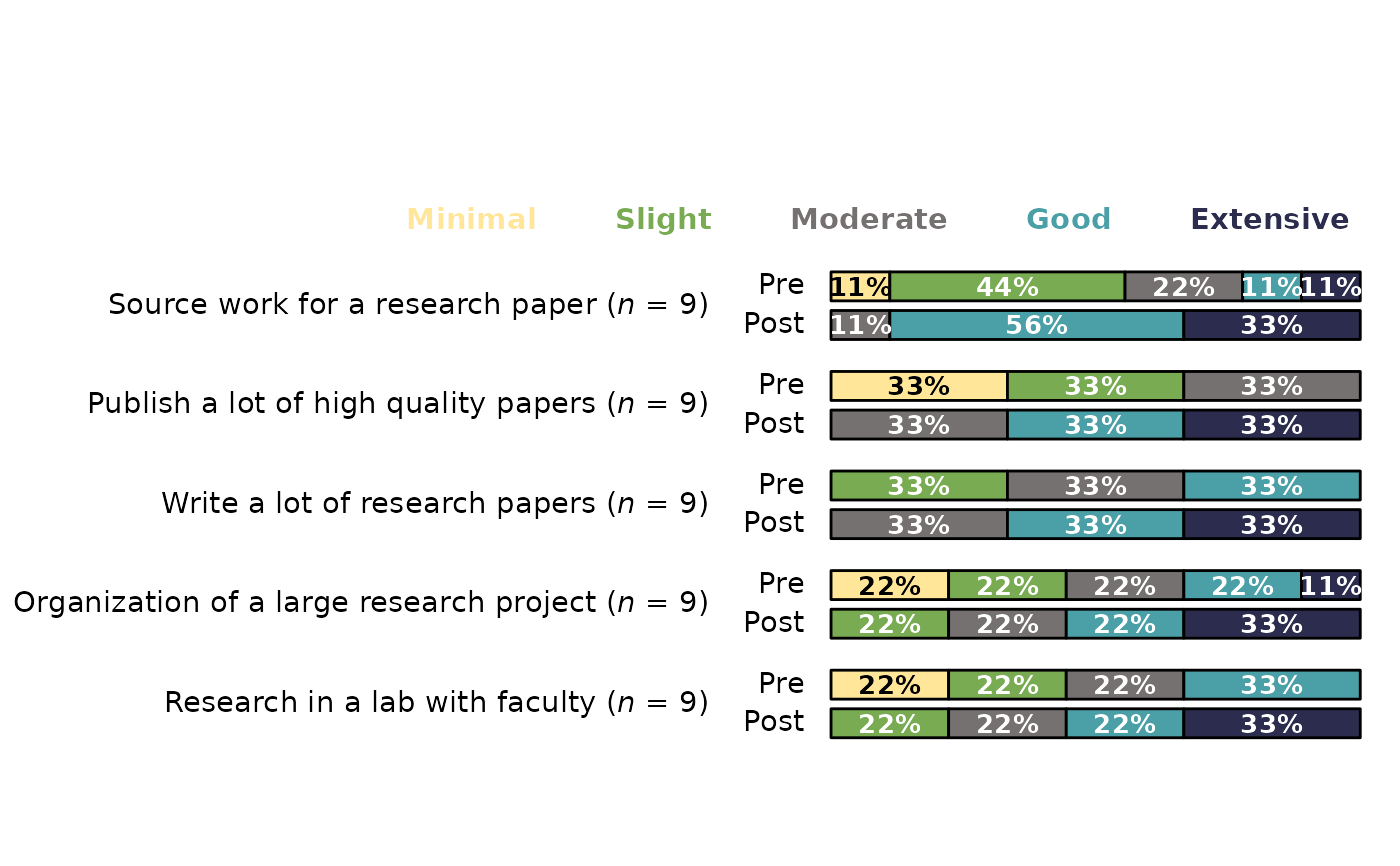 Minimal Slight Moderate Good Extensive
Pre 11% 44% 22% 11% 11%
Source work for a research paper (n = 9)
Post 11% 56% 33%
Pre 33% 33% 33%
Publish a lot of high quality papers (n = 9)
Post 33% 33% 33%
Pre 33% 33% 33%
Write a lot of research papers (n = 9)
Post 33% 33% 33%
Pre 22% 22% 22% 22% 11%
Organization of a large research project (n = 9)
Post 22% 22% 22% 33%
Pre 22% 22% 22% 33%
Research in a lab with faculty (n = 9)
Post 22% 22% 22% 33%